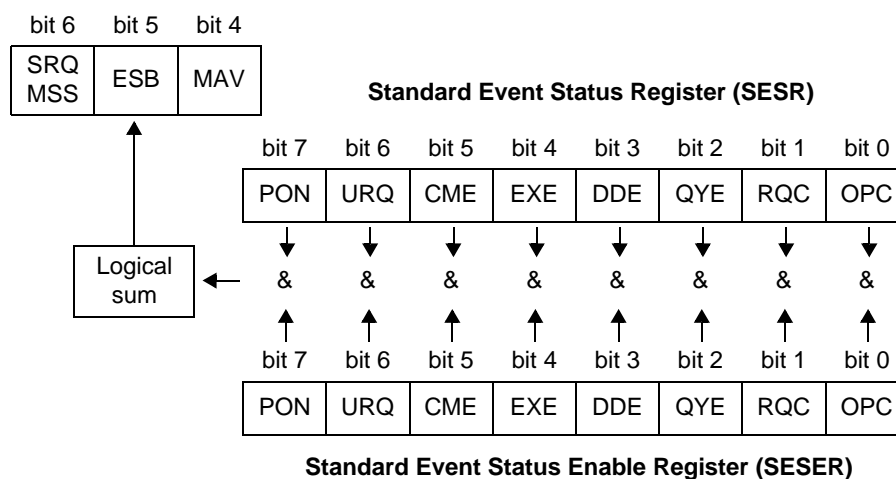 bit 6 bit 5 bit 4
SRQ
MSS
ESB MAV
Standard Event Status Register (SESR)
bit 7 bit 6 bit 5 bit 4 bit 3 bit 2 bit 1 bit 0
PON URQ CME EXE DDE QYE RQC OPC
Logical
sum
& & & & & & & &
bit 7 bit 6 bit 5 bit 4 bit 3 bit 2 bit 1 bit 0
PON URQ CME EXE DDE QYE RQC OPC
Standard Event Status Enable Register (SESER)